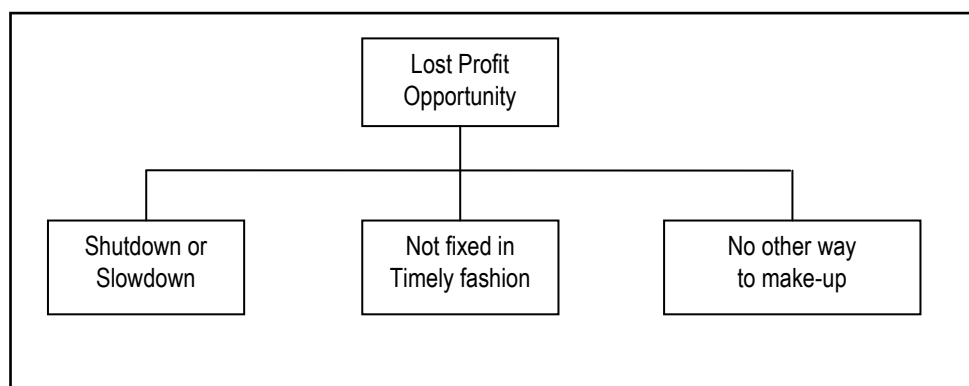 Lost Profit
Opportunity
Shutdown or
Slowdown
Not fixed in
Timely fashion
No other way
to make-up